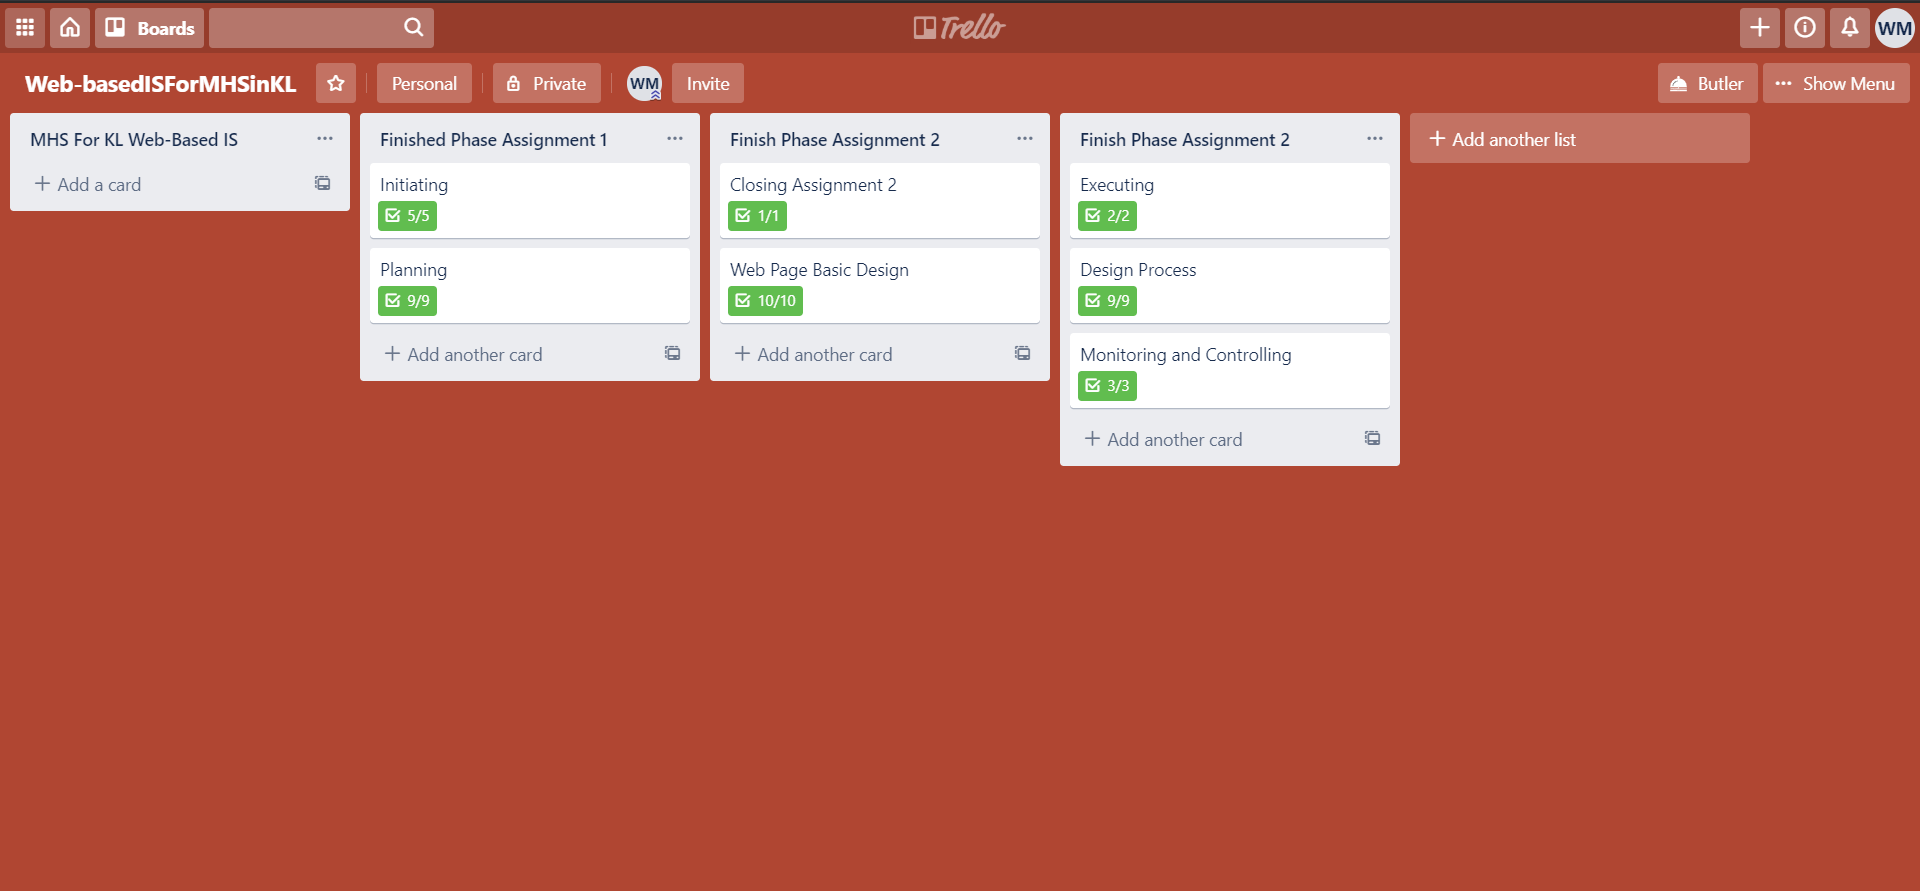 Boards
Trello
WM
Web-basedISForMHSinKL
Personal
Private
WM
Invite
Butler
Show Menu
MHS For KL Web-Based IS
Add a card
Finished Phase Assignment 1
Initiating
5/5
Planning
9/9
Add another card
Finish Phase Assignment 2
Closing Assignment 2
1/1
Web Page Basic Design
10/10
Add another card
Finish Phase Assignment 2
Executing
2/2
Design Process
9/9
Monitoring and Controlling
3/3
Add another card
Add another list